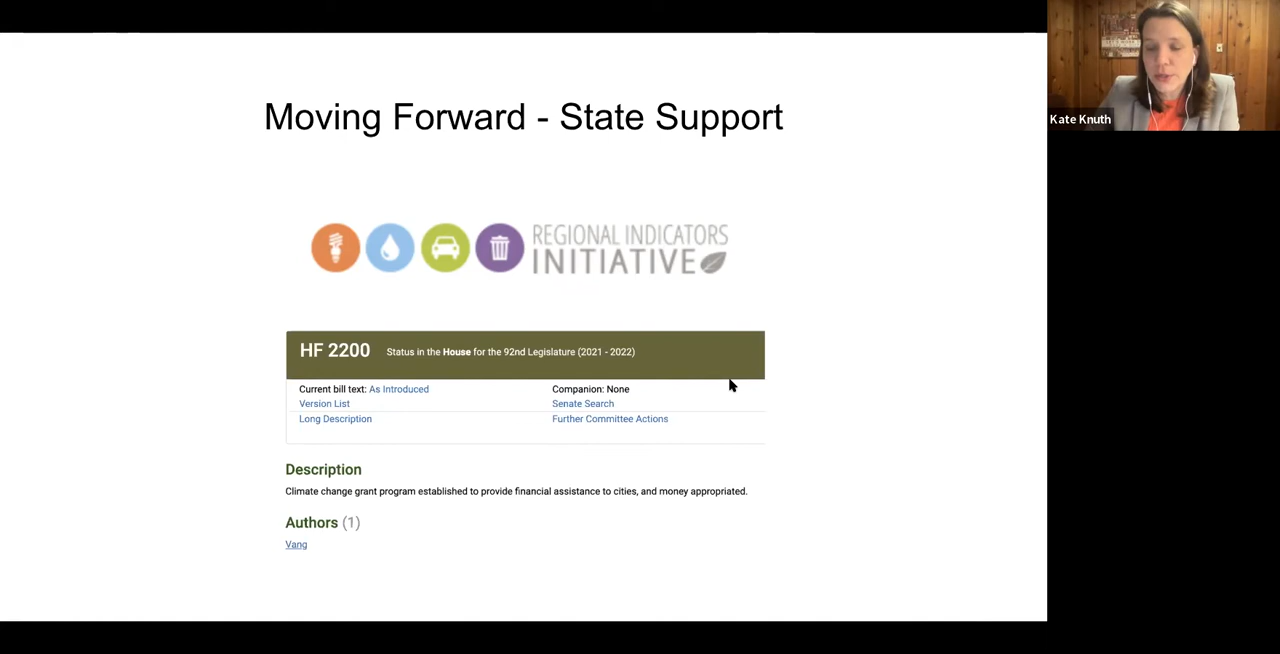 Moving Forward - State Support
Kate Knuth
REGIONAL INDICATORS
INITIATIVE
HF 2200 Status in the House for the 92nd Legislature (2021 - 2022)
Current bill text: As Introduced Companion: None
Version List Senate Search
Long Description Further Committee Actions
Description
Climate change grant program established to provide financial assistance to cities, and money appropriated.
Authors (1)
Vang